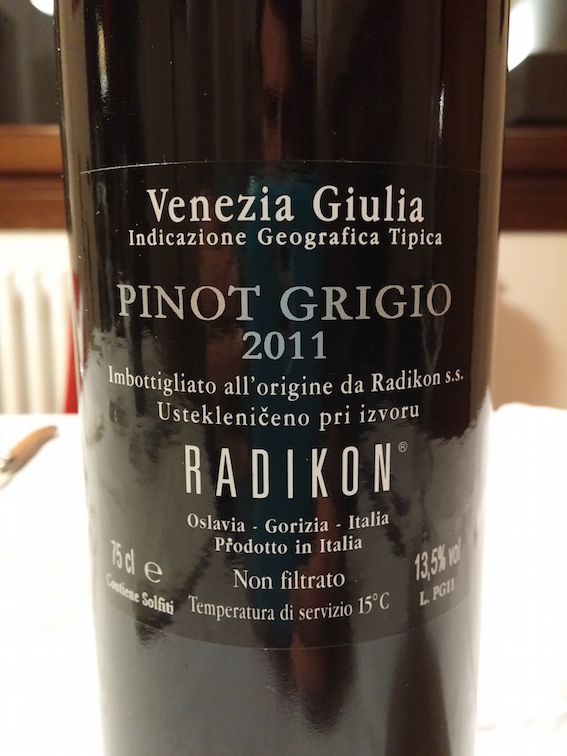 Venezia Giulia
Indicazione Geografica Tipica
PINOT GRIGIO
2011
Imbottigliato all'origine da Radikon s.s.
Ustekleničeno pri izvoru
RADIKON®
Oslavia - Gorizia - Italia
Prodotto in Italia
75 cl e
Contiene Solfiti
Non filtrato
Temperatura di servizio 15°C
13,5% vol
L. PG11